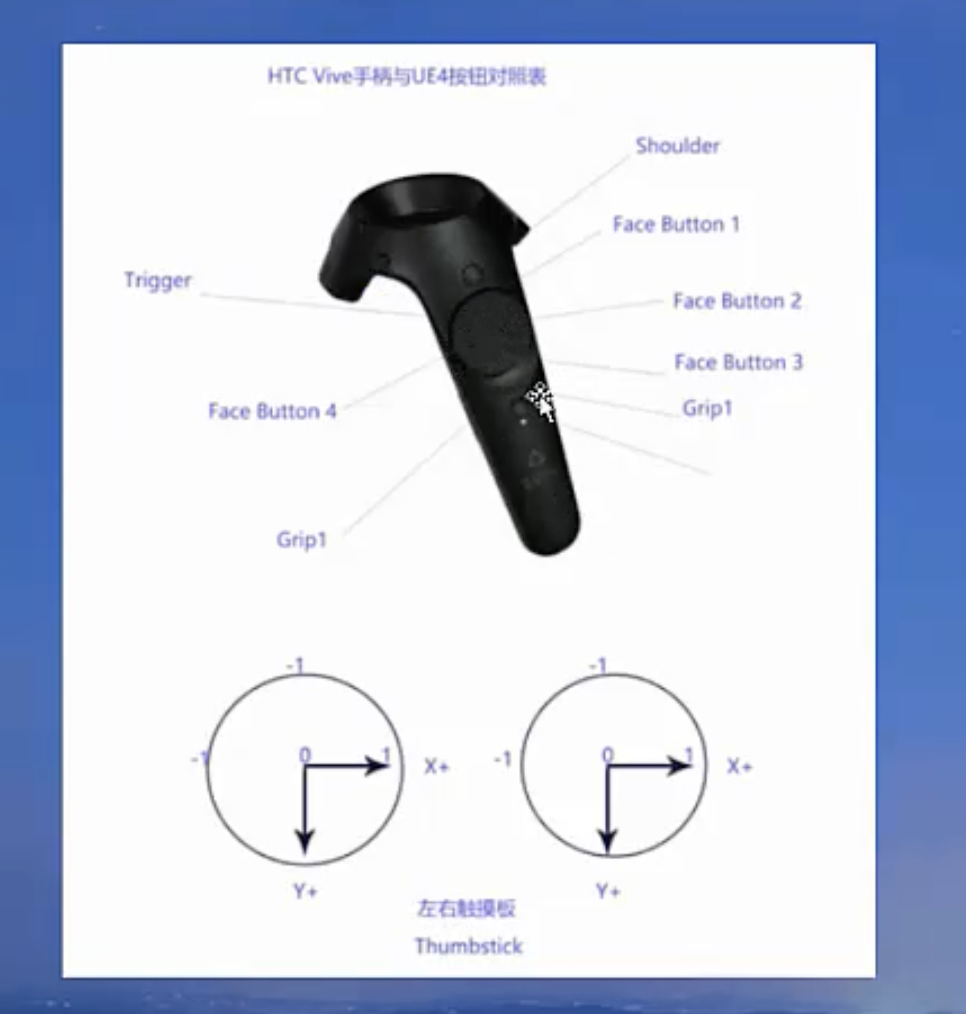 HTC Vive手柄与UE4按钮对照表
Shoulder
Face Button 1
Trigger
Face Button 2
Face Button 3
Grip1
Face Button 4
Grip1
-1
-1
-1
0
1
X+
-1
0
1
X+
Y+
Y+
左右触摸板
Thumbstick